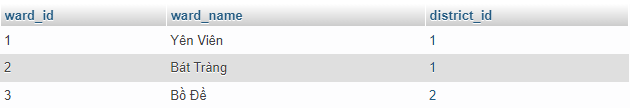 ward_id ward_name district_id
1 Yên Viên 1
2 Bát Tràng 1
3 Bồ Đề 2